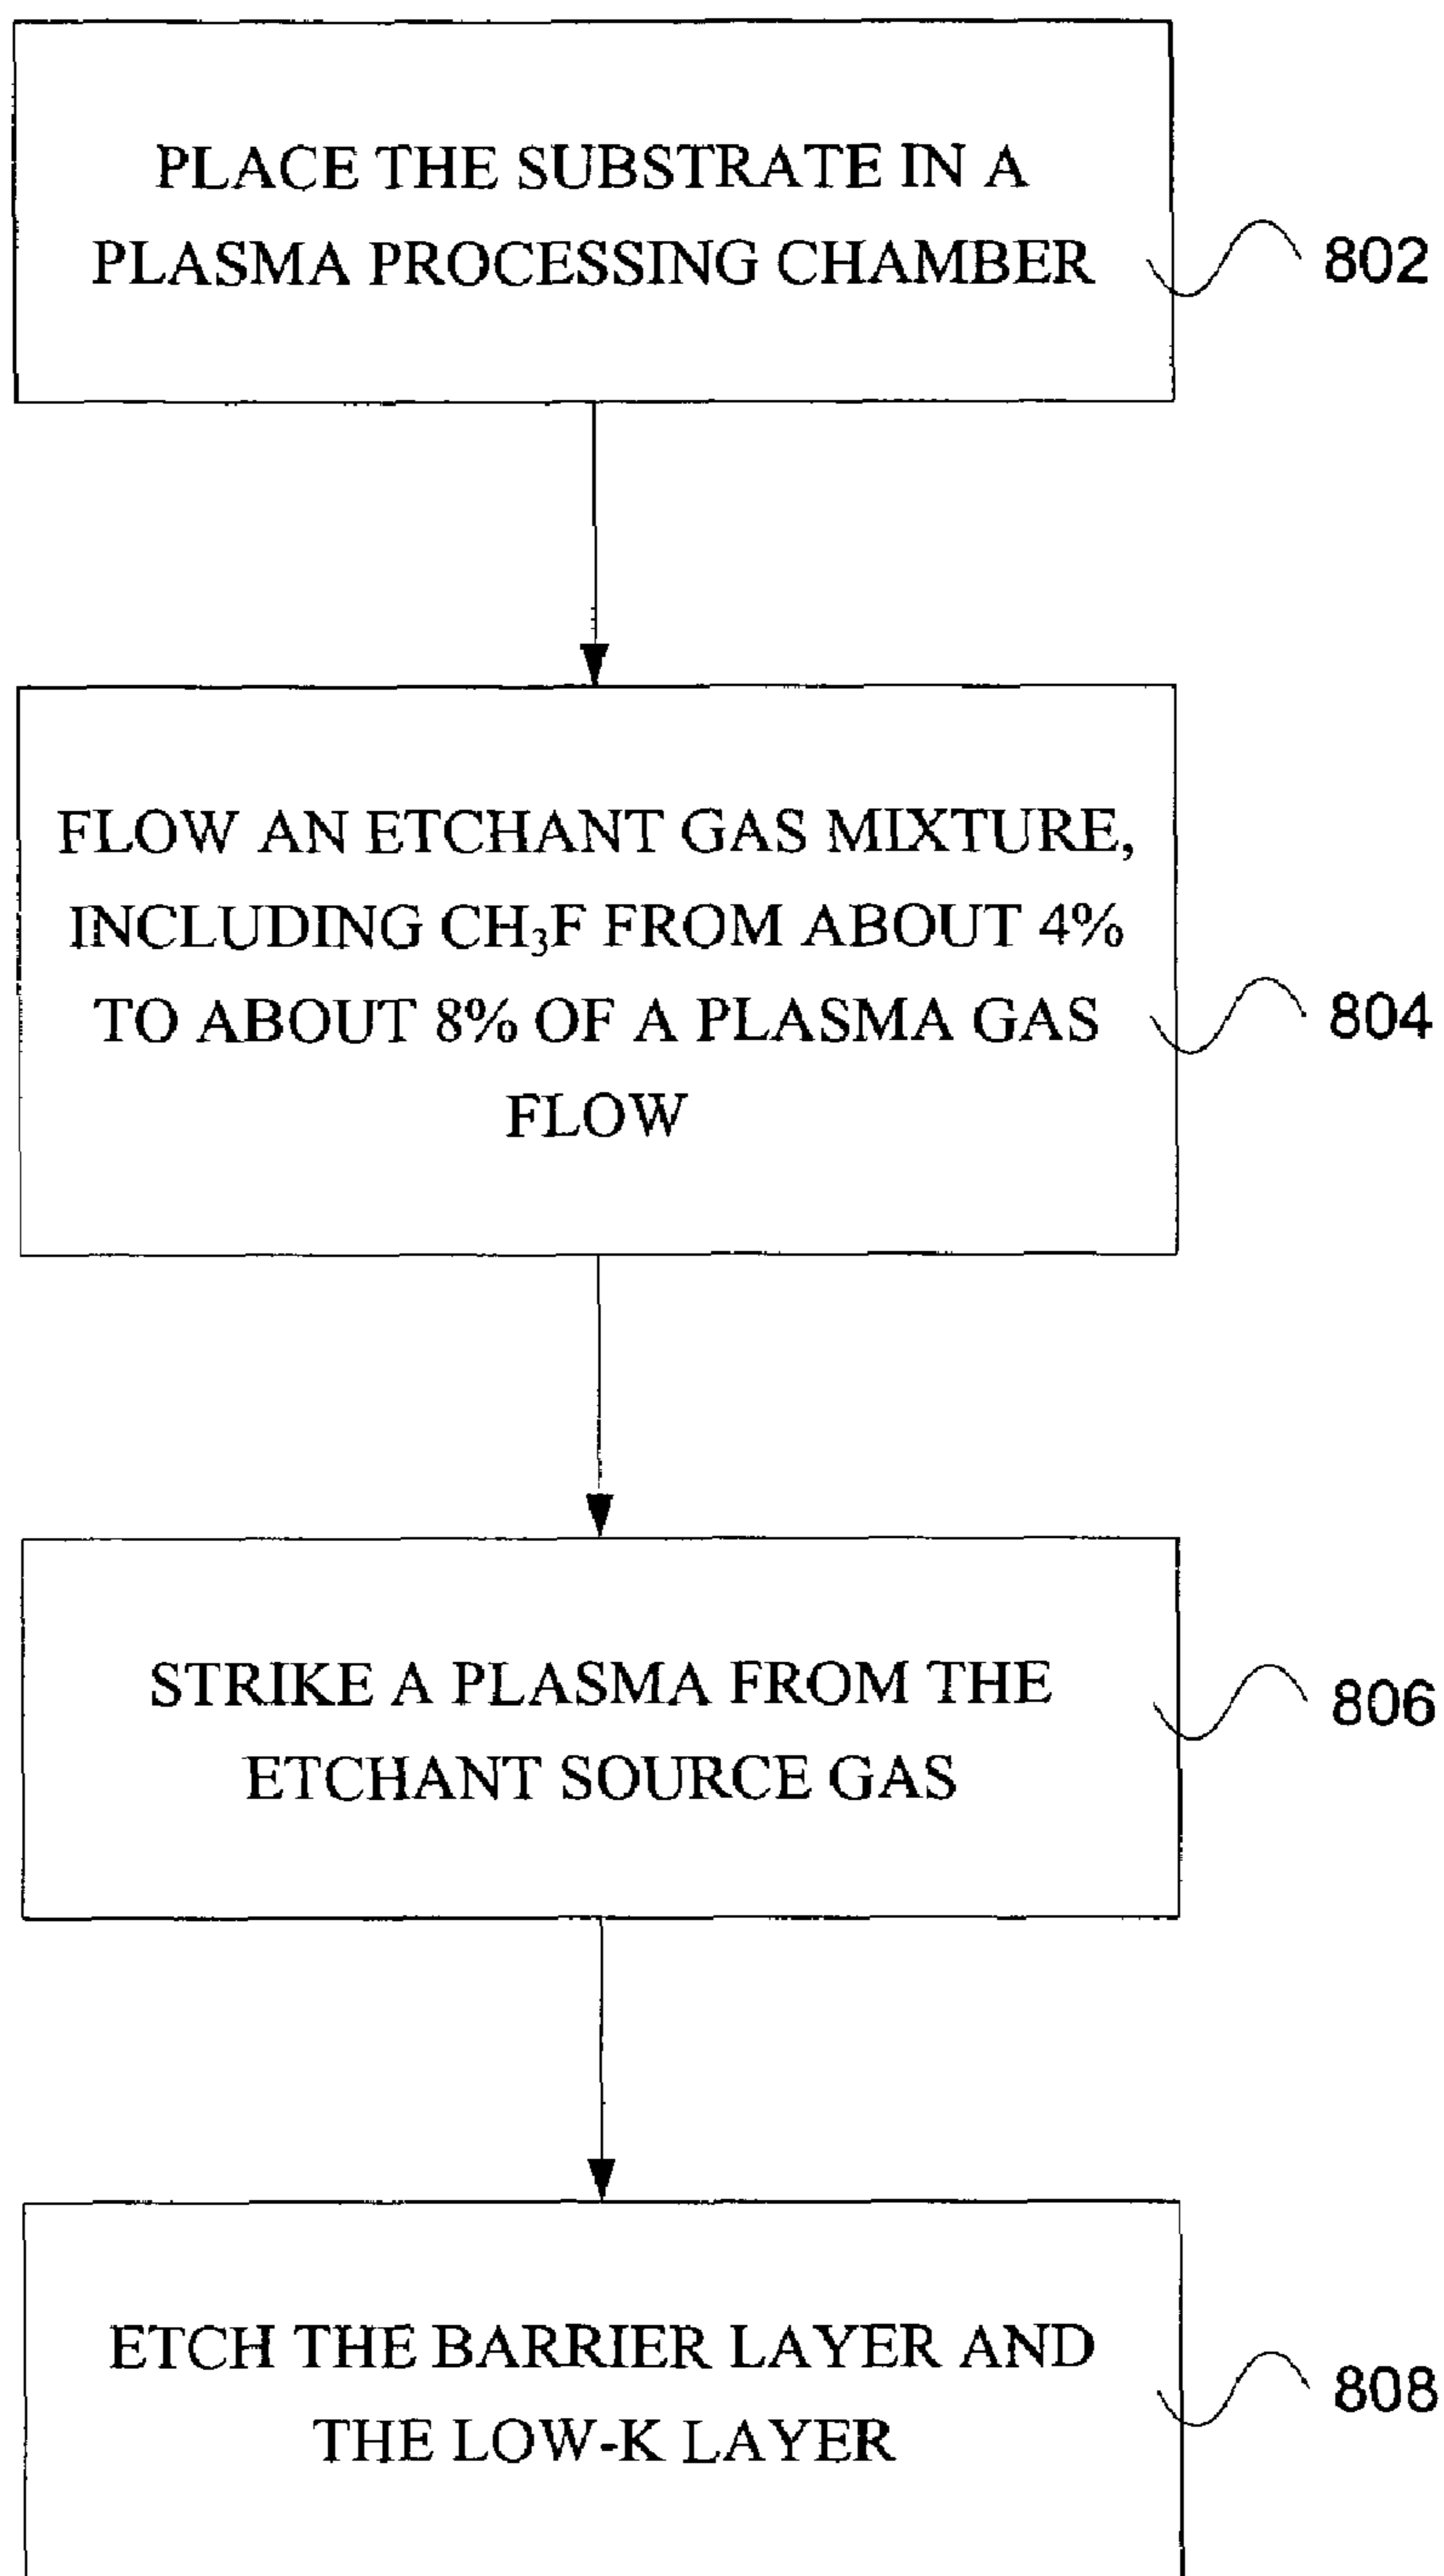 PLACE THE SUBSTRATE IN A
PLASMA PROCESSING CHAMBER
802
FLOW AN ETCHANT GAS MIXTURE,
INCLUDING CH₃F FROM ABOUT 4%
TO ABOUT 8% OF A PLASMA GAS
FLOW
804
STRIKE A PLASMA FROM THE
ETCHANT SOURCE GAS
806
ETCH THE BARRIER LAYER AND
THE LOW-K LAYER
808